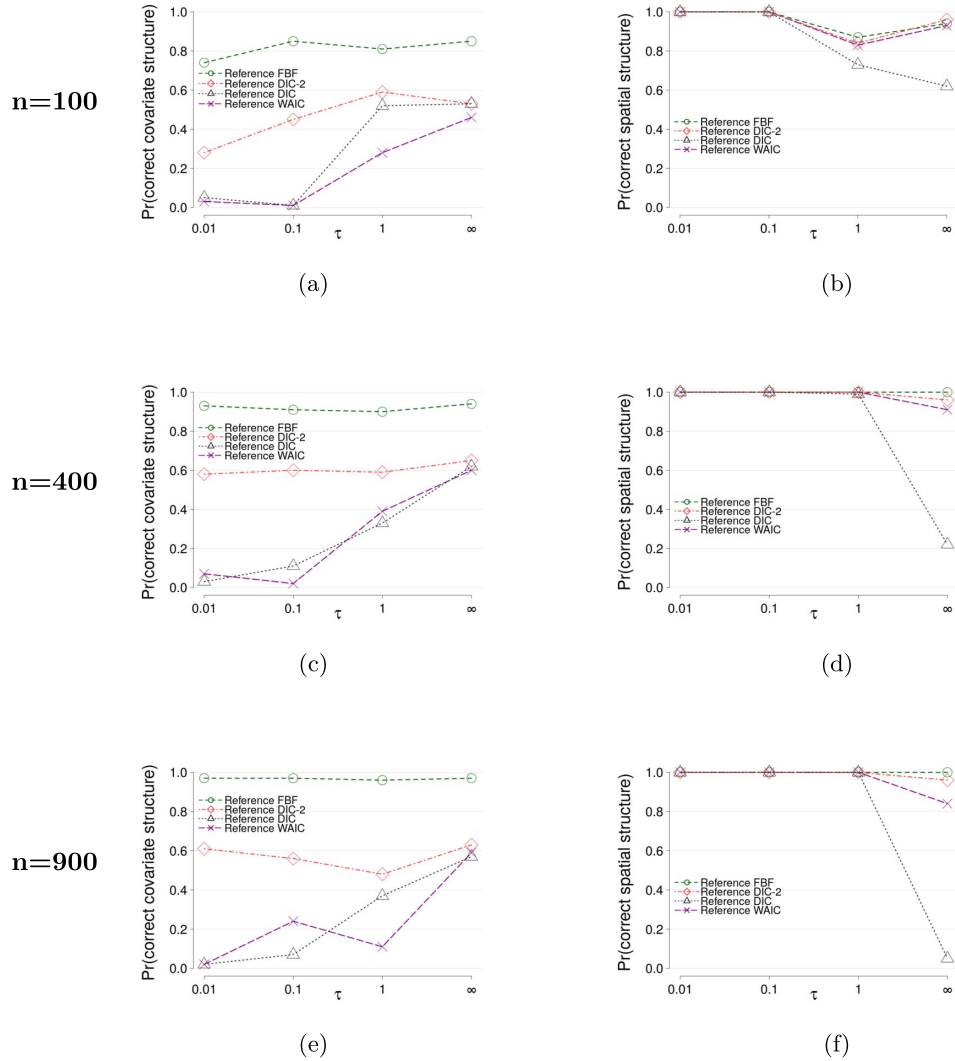 n=100
Pr(correct covariate structure)
1.0
0.8
0.6
0.4
0.2
0.0
Reference FBF
Reference DIC-2
Reference DIC
Reference WAIC
0.01
0.1
1
∞
τ
(a)
Pr(correct spatial structure)
1.0
0.8
0.6
0.4
0.2
0.0
Reference FBF
Reference DIC-2
Reference DIC
Reference WAIC
0.01
0.1
1
∞
τ
(b)
n=400
Pr(correct covariate structure)
1.0
0.8
0.6
0.4
0.2
0.0
Reference FBF
Reference DIC-2
Reference DIC
Reference WAIC
0.01
0.1
1
∞
τ
(c)
Pr(correct spatial structure)
1.0
0.8
0.6
0.4
0.2
0.0
Reference FBF
Reference DIC-2
Reference DIC
Reference WAIC
0.01
0.1
1
∞
τ
(d)
n=900
Pr(correct covariate structure)
1.0
0.8
0.6
0.4
0.2
0.0
Reference FBF
Reference DIC-2
Reference DIC
Reference WAIC
0.01
0.1
1
∞
τ
(e)
Pr(correct spatial structure)
1.0
0.8
0.6
0.4
0.2
0.0
Reference FBF
Reference DIC-2
Reference DIC
Reference WAIC
0.01
0.1
1
∞
τ
(f)